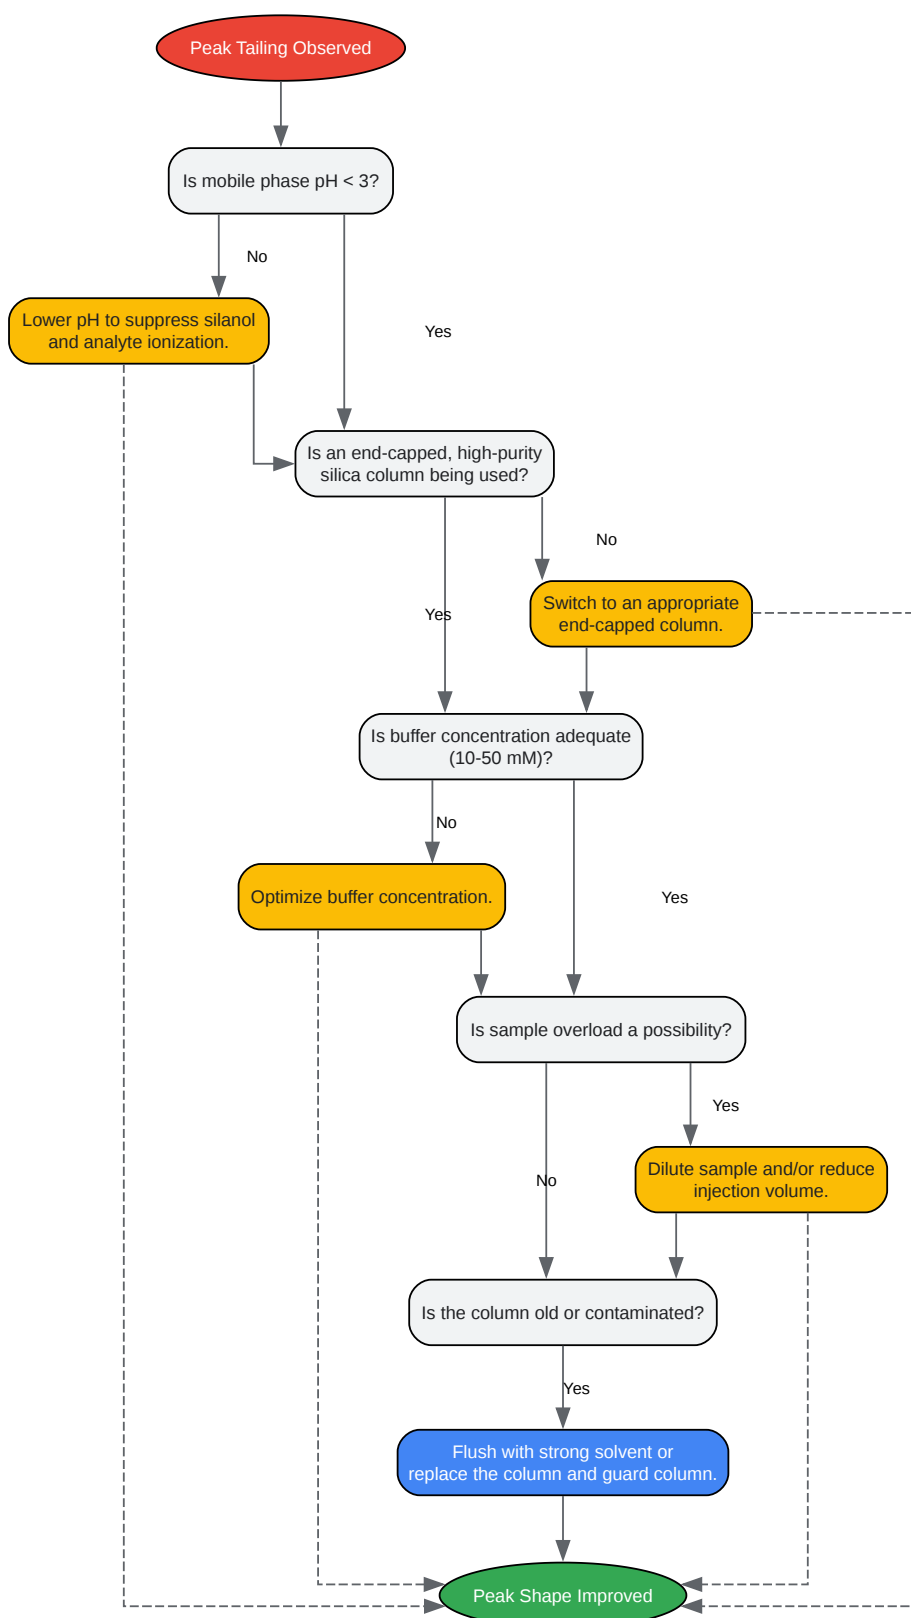 Peak Tailing Observed
Is mobile phase pH < 3?
No
Lower pH to suppress silanol
and analyte ionization.
Yes
Is an end-capped, high-purity
silica column being used?
No
Switch to an appropriate
end-capped column.
Yes
Is buffer concentration adequate
(10-50 mM)?
No
Optimize buffer concentration.
Yes
Is sample overload a possibility?
Yes
Dilute sample and/or reduce
injection volume.
No
Is the column old or contaminated?
Yes
Flush with strong solvent or
replace the column and guard column.
Peak Shape Improved